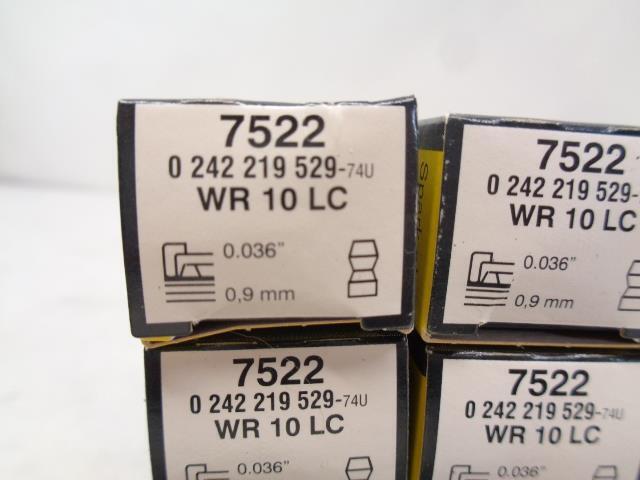 7522
0 242 219 529-74U
WR 10 LC
0.036"
0,9 mm
7522
0 242 219 529-
WR 10 LC
0.036"
0,9 mm
7522
0 242 219 529-74U
WR 10 LC
0.036"
7522
0 242 219 529-74U
WR 10 LC
0.036"